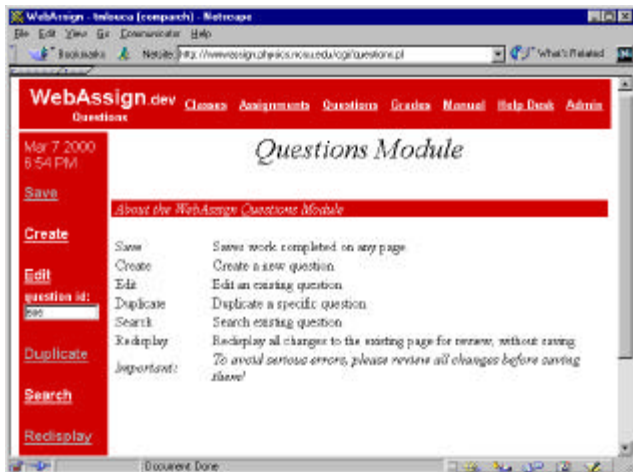 WebAssign - tmlouca (comparch) - Netscape
File Edit View Go Communicator Help
Bookmarks Netsite: http://wwwassign.physics.ncsu.edu/cgi/questions.pl What's Related
WebAssign.dev Classes Assignments Questions Grades Manual Help Desk Admin
Questions
Mar 7 2000
6:54 PM
Questions Module
Save
About the WebAssign Questions Module
Create
Save Saves work completed on any page
Create Create a new question
Edit
Edit Edit an existing question
question id:
Duplicate Duplicate a specific question
Search Search existing question
Redisplay Redisplay all changes to the existing page for review, without saving
Duplicate
Important: To avoid serious errors, please review all changes before saving
them!
Search
Redisplay
Document Done